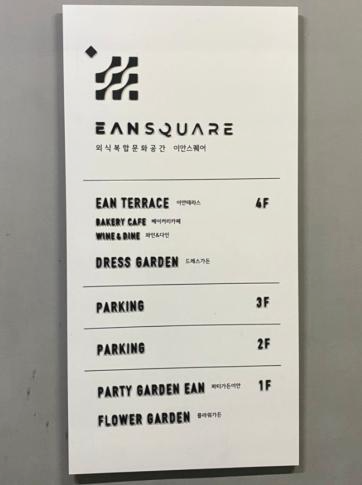 EANSQUARE
외식복합문화공간 이안스퀘어
EAN TERRACE 이안테라스 4F
BAKERY CAFE 베이커리카페
WINE & DINE 와인&다인
DRESS GARDEN 드레스가든
PARKING 3F
PARKING 2F
PARTY GARDEN EAN 파티가든이안 1F
FLOWER GARDEN 플라워가든